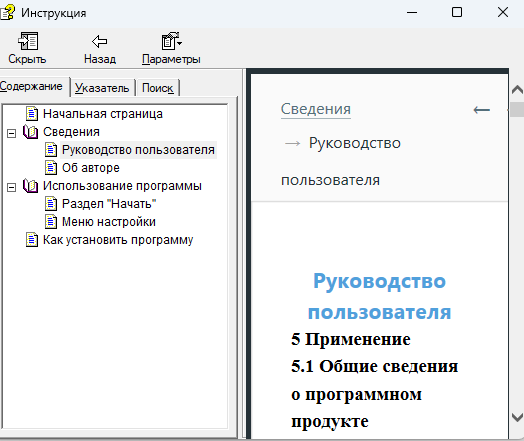 Инструкция
Скрыть
Назад
Параметры
Содержание
Указатель
Поиск
Начальная страница
Сведения
Руководство пользователя
Об авторе
Использование программы
Раздел "Начать"
Меню настройки
Как установить программу
Сведения ←
→ Руководство
пользователя
Руководство
пользователя
5 Применение
5.1 Общие сведения
о программном
продукте